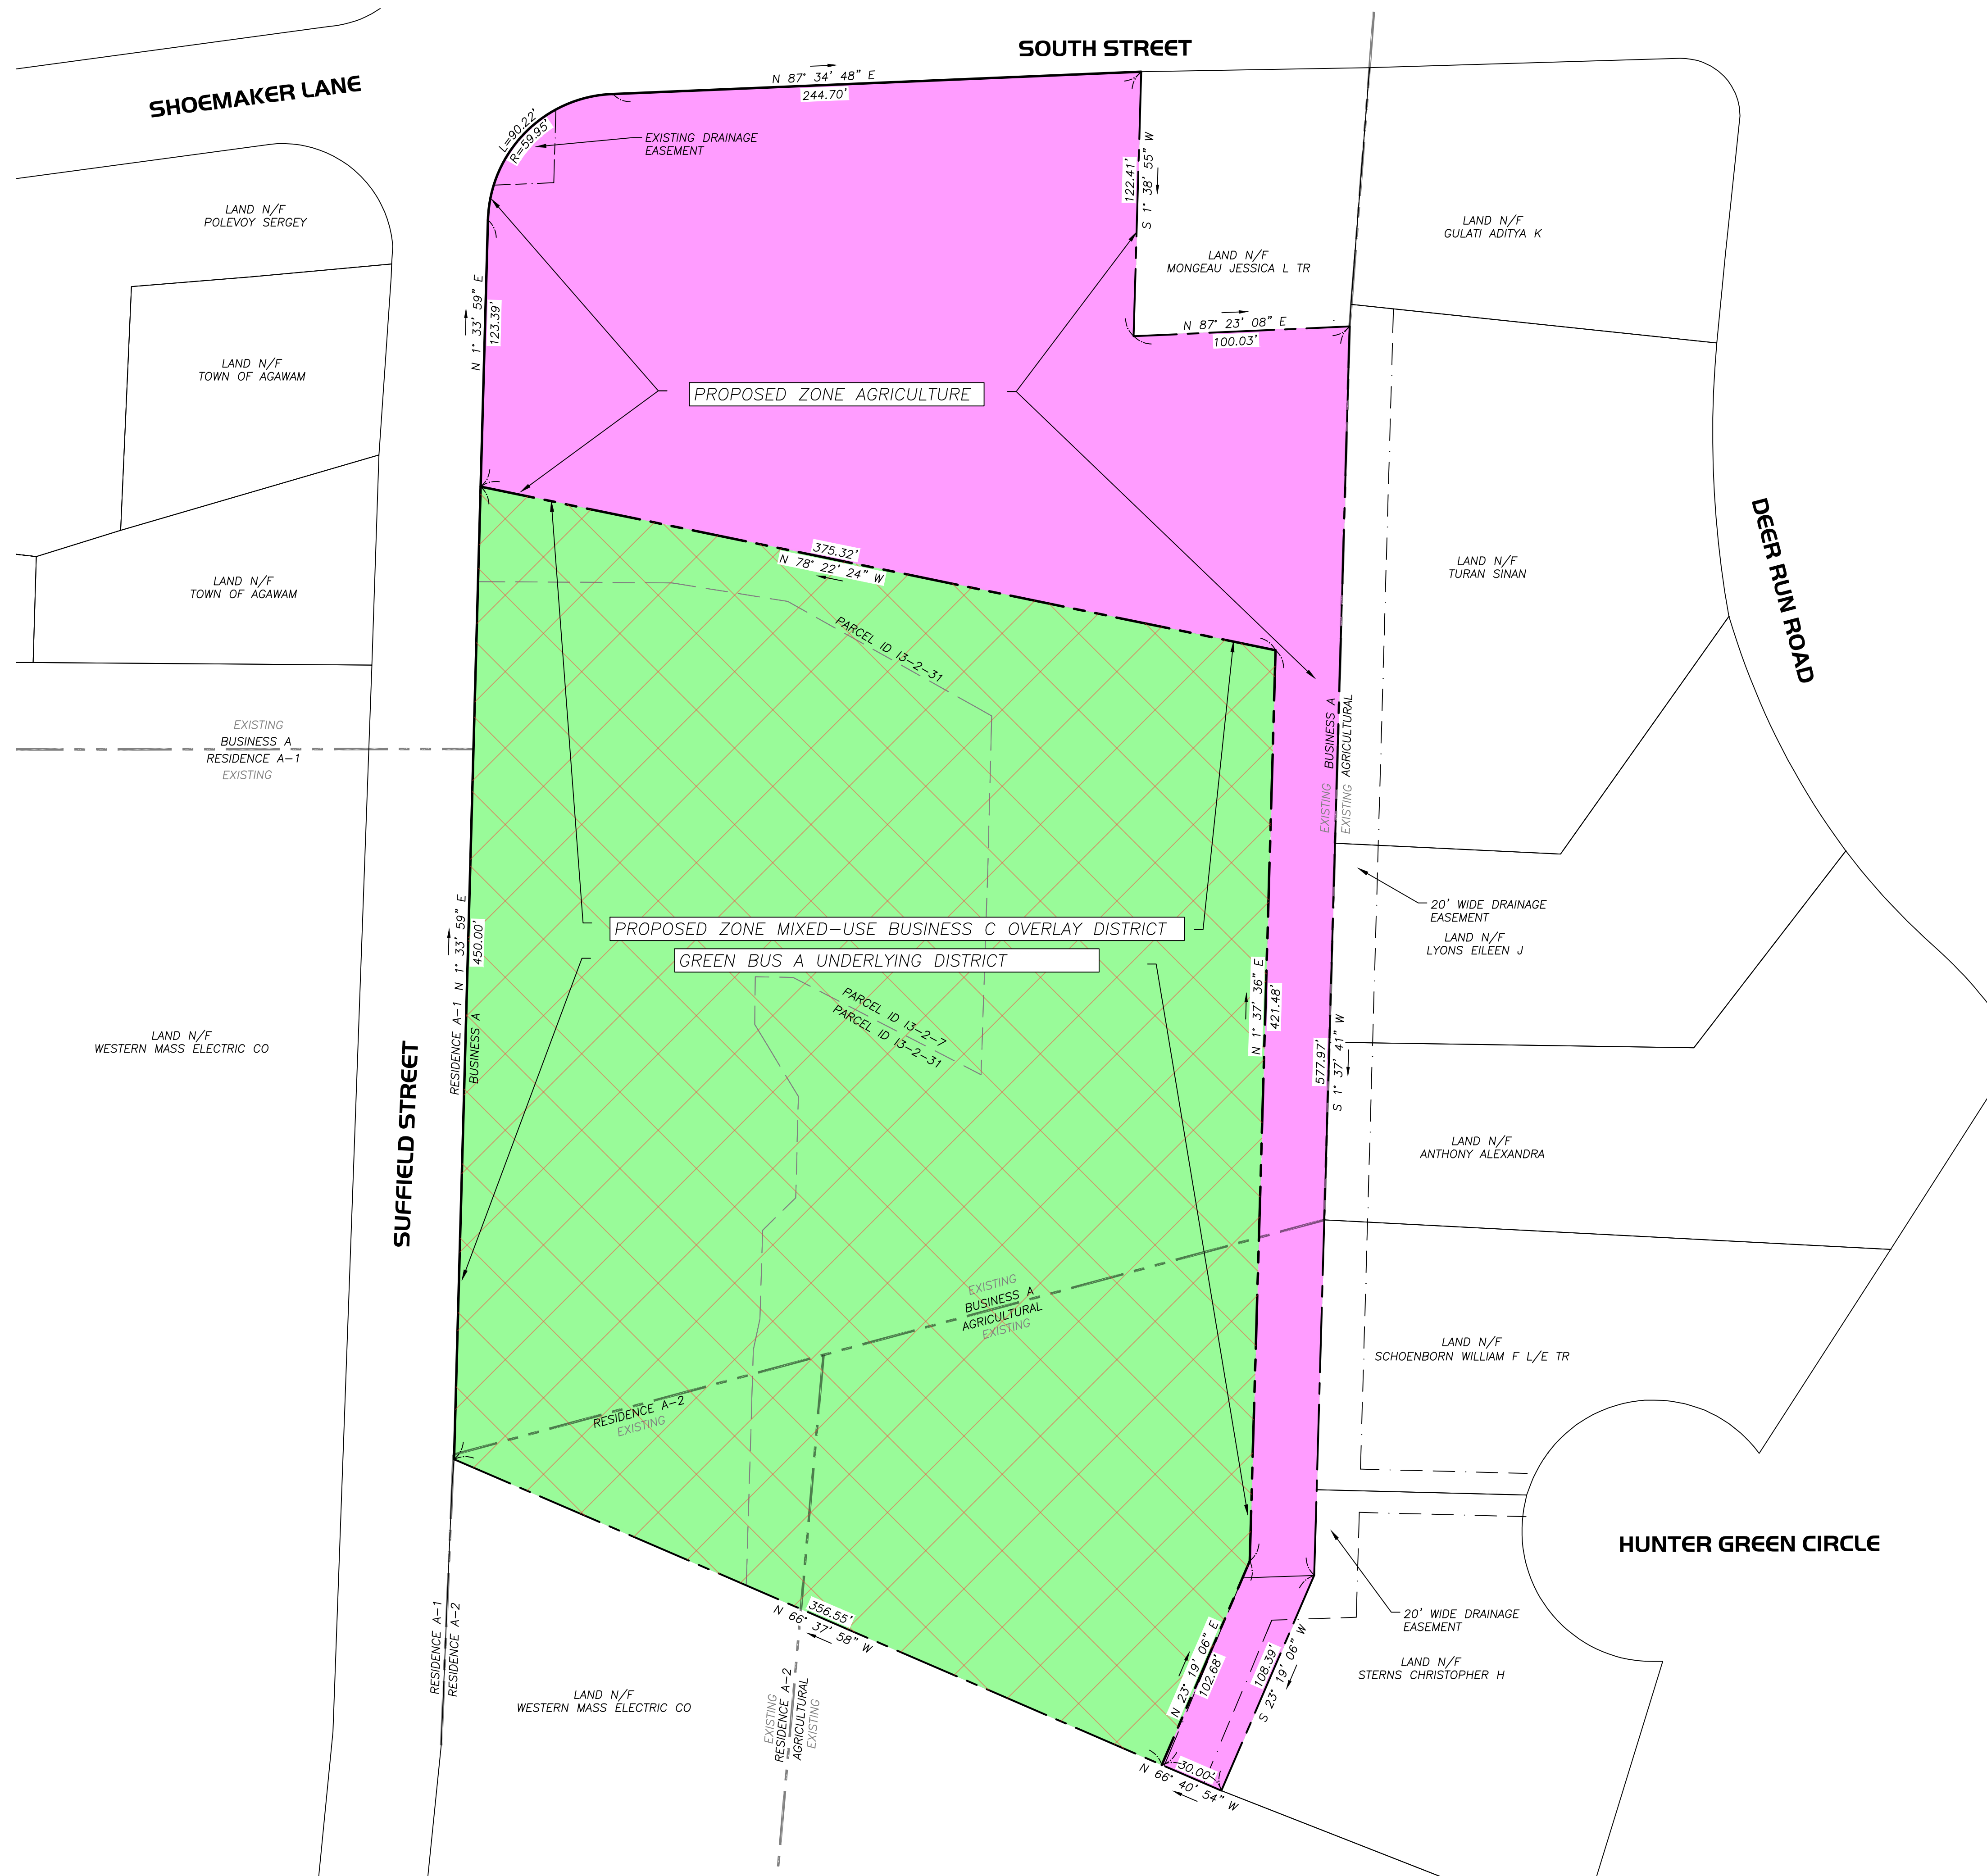 SOUTH STREET
SHOEMAKER LANE
N 87° 34' 48" E
244.70'
L=90.22'
R=59.95'
EXISTING DRAINAGE
EASEMENT
122.41'
S 1° 38' 55" W
LAND N/F
POLEVOY SERGEY
LAND N/F
GULATI ADITYA K
LAND N/F
MONGEAU JESSICA L TR
N 1° 33' 59" E
123.39'
N 87° 23' 08" E
100.03'
LAND N/F
TOWN OF AGAWAM
PROPOSED ZONE AGRICULTURE
DEER RUN ROAD
375.32'
N 78° 22' 24" W
LAND N/F
TURAN SINAN
LAND N/F
TOWN OF AGAWAM
PARCEL ID I3-2-31
EXISTING
BUSINESS A
RESIDENCE A-1
EXISTING
EXISTING BUSINESS A
EXISTING AGRICULTURAL
20' WIDE DRAINAGE
EASEMENT
LAND N/F
LYONS EILEEN J
PROPOSED ZONE MIXED-USE BUSINESS C OVERLAY DISTRICT
GREEN BUS A UNDERLYING DISTRICT
RESIDENCE A-1 N 1° 33' 59" E
450.00'
BUSINESS A
PARCEL ID I3-2-7
PARCEL ID I3-2-31
N 1° 37' 36" E
421.48'
577.97'
S 1° 37' 41" W
LAND N/F
WESTERN MASS ELECTRIC CO
SUFFIELD STREET
LAND N/F
ANTHONY ALEXANDRA
EXISTING
BUSINESS A
AGRICULTURAL
EXISTING
LAND N/F
SCHOENBORN WILLIAM F L/E TR
RESIDENCE A-2
EXISTING
HUNTER GREEN CIRCLE
356.55'
N 66° 37' 58" W
20' WIDE DRAINAGE
EASEMENT
N 23° 19' 06" E
102.68'
108.39'
S 23° 19' 06" W
LAND N/F
STERNS CHRISTOPHER H
RESIDENCE A-1
RESIDENCE A-2
LAND N/F
WESTERN MASS ELECTRIC CO
EXISTING
RESIDENCE A-2
AGRICULTURAL
EXISTING
30.00'
N 66° 40' 54" W